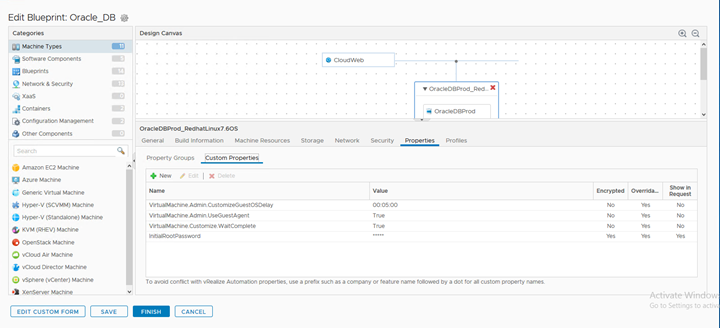 Edit Blueprint: Oracle_DB
Categories
Machine Types
Software Components
Blueprints
Network & Security
XaaS
Containers
Configuration Management
Other Components
Search
Amazon EC2 Machine
Azure Machine
Generic Virtual Machine
Hyper-V (SCVMM) Machine
Hyper-V (Standalone) Machine
KVM (RHEV) Machine
OpenStack Machine
vCloud Air Machine
vCloud Director Machine
vSphere (vCenter) Machine
XenServer Machine
Design Canvas
CloudWeb
OracleDBProd_Red..
OracleDBProd
OracleDBProd_RedhatLinux7.6OS
General Build Information Machine Resources Storage Network Security Properties Profiles
Property Groups Custom Properties
New Edit Delete
Name Value Encrypted Overrida... Show in Request
VirtualMachine.Admin.CustomizeGuestOSDelay 00:05:00 No Yes No
VirtualMachine.Admin.UseGuestAgent True No Yes No
VirtualMachine.Customize.WaitComplete True No Yes No
InitialRootPassword ***** Yes Yes Yes
To avoid conflict with vRealize Automation properties, use a prefix such as a company or feature name followed by a dot for all custom property names.
Activate Window
Go to Settings to activ
EDIT CUSTOM FORM SAVE FINISH CANCEL